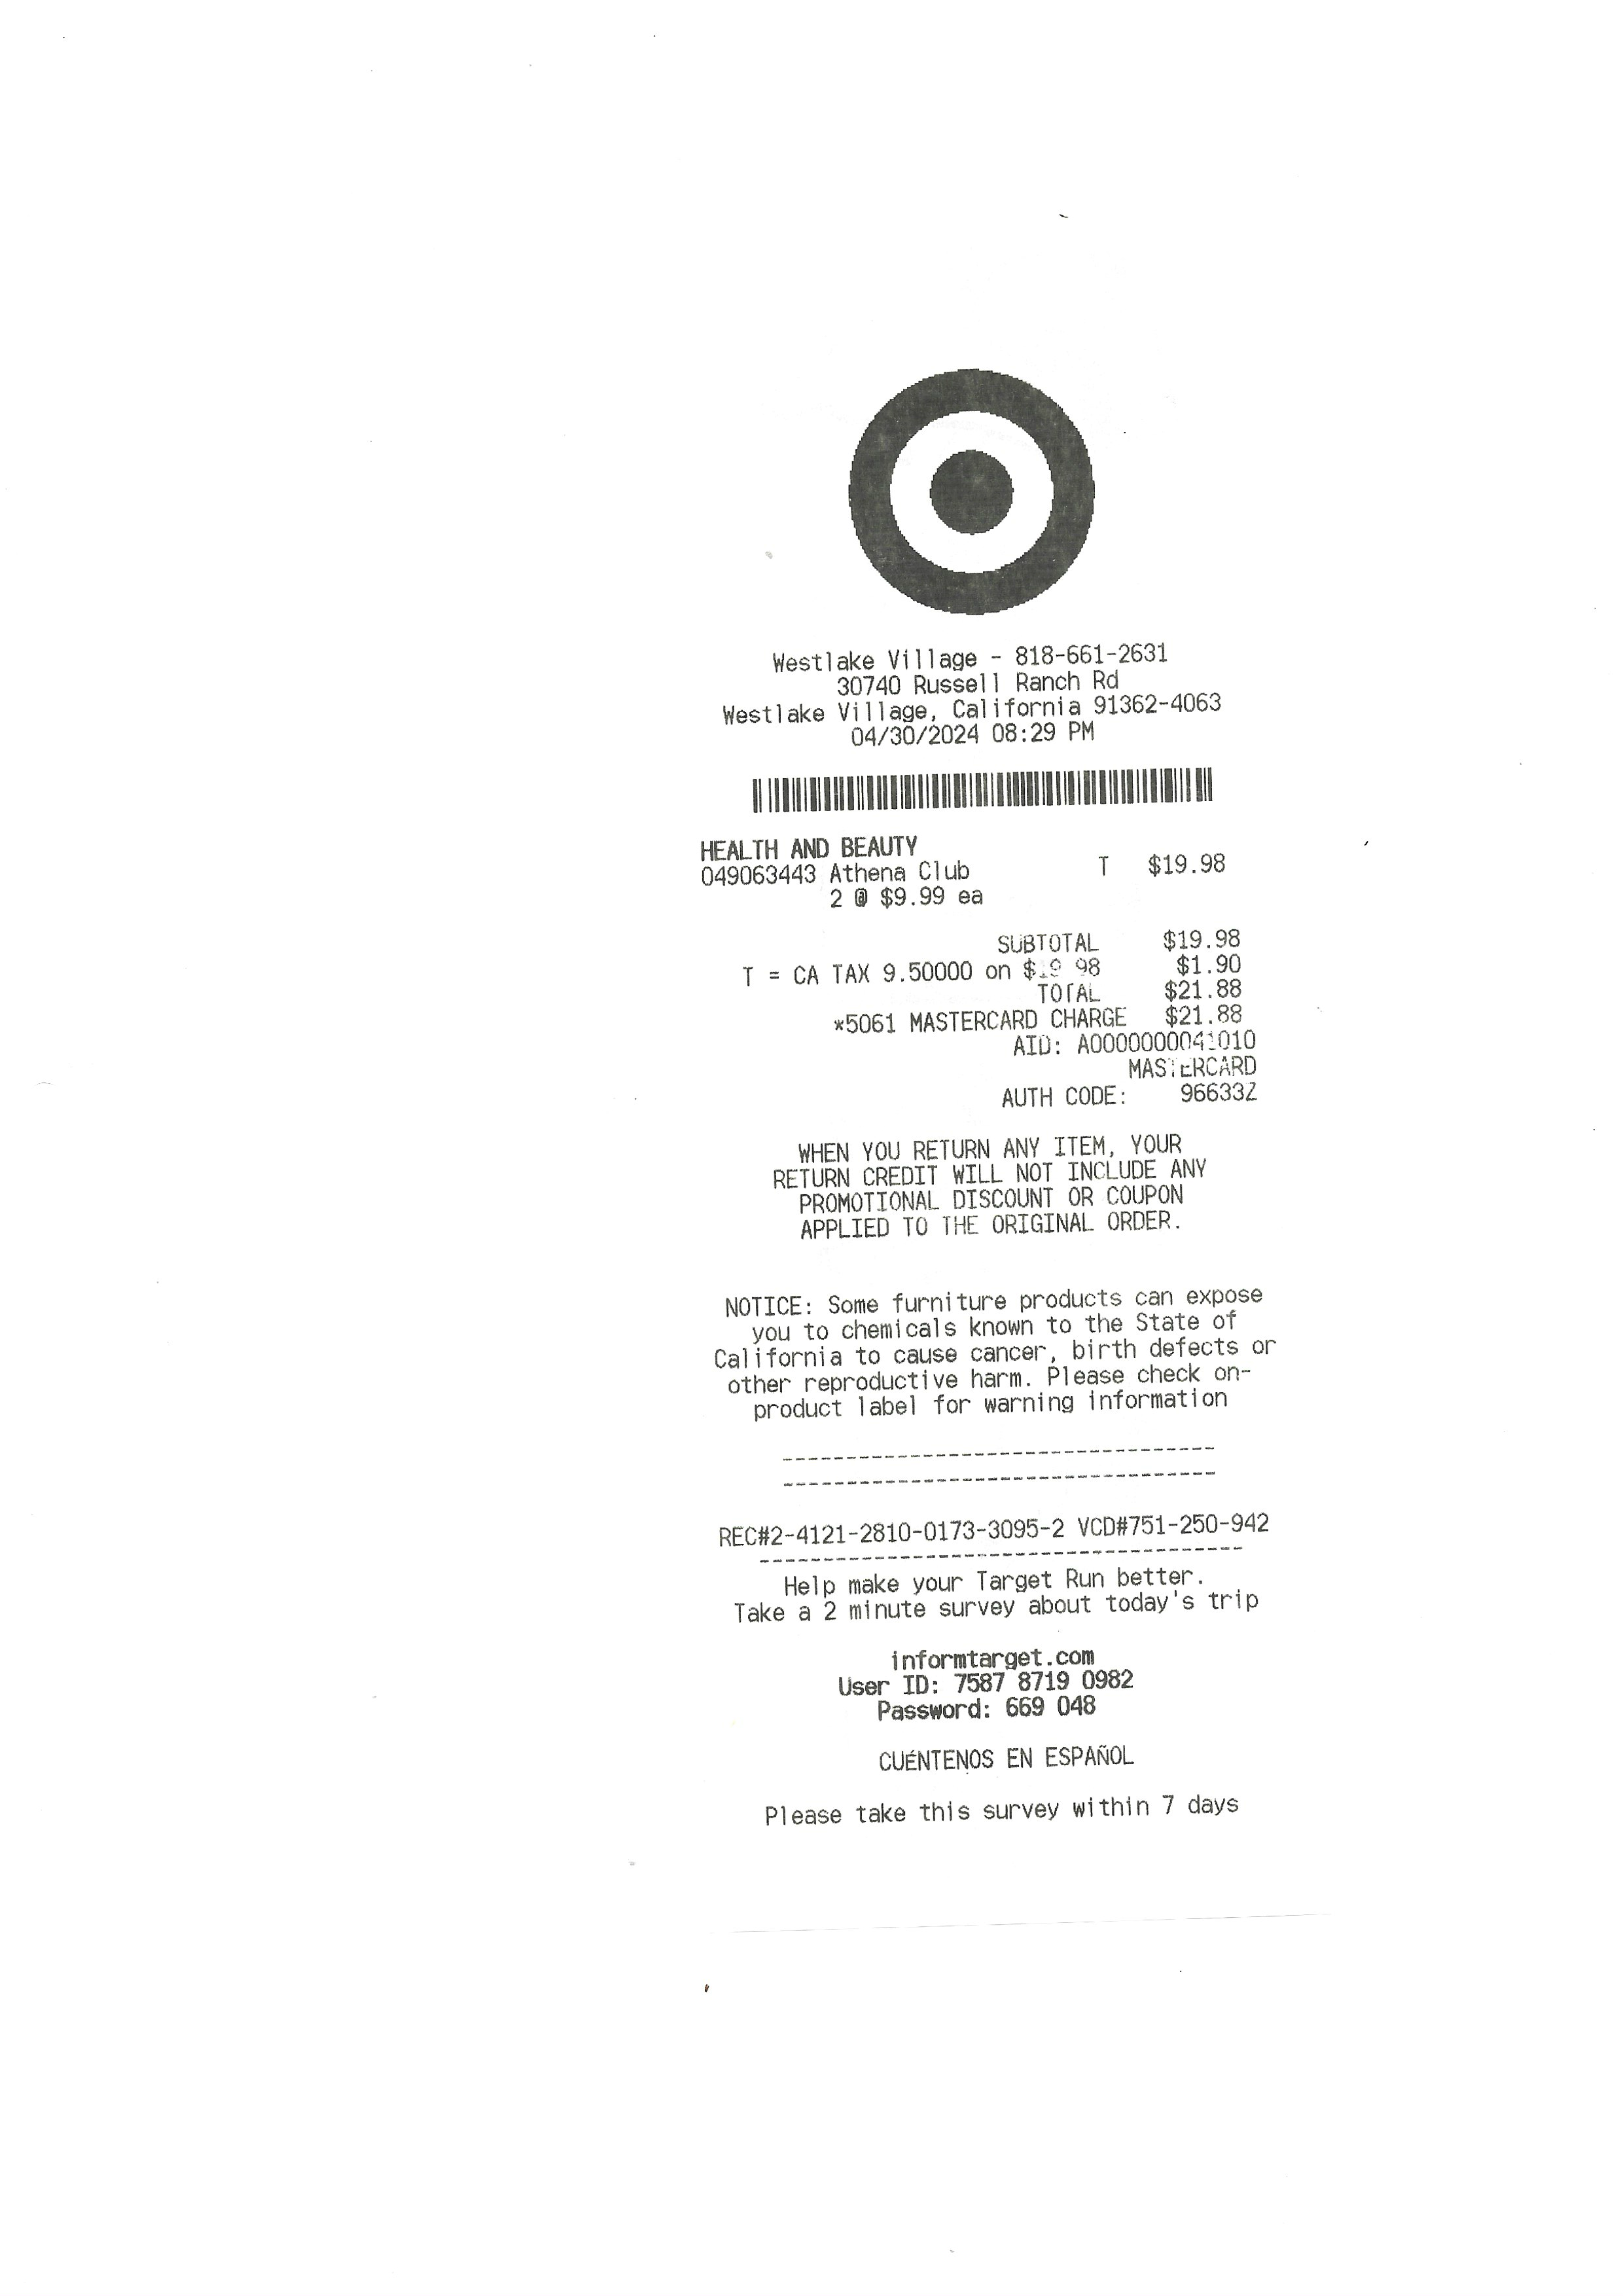 Westlake Village - 818-661-2631
30740 Russell Ranch Rd
Westlake Village, California 91362-4063
04/30/2024 08:29 PM
HEALTH AND BEAUTY
049063443 Athena Club T $19.98
2 @ $9.99 ea
SUBTOTAL $19.98
T = CA TAX 9.50000 on $19.98 $1.90
TOTAL $21.88
*5061 MASTERCARD CHARGE $21.88
AID: A0000000041010
MASTERCARD
AUTH CODE: 96633Z
WHEN YOU RETURN ANY ITEM, YOUR
RETURN CREDIT WILL NOT INCLUDE ANY
PROMOTIONAL DISCOUNT OR COUPON
APPLIED TO THE ORIGINAL ORDER.
NOTICE: Some furniture products can expose
you to chemicals known to the State of
California to cause cancer, birth defects or
other reproductive harm. Please check on-
product label for warning information
----------------------------------
----------------------------------
REC#2-4121-2810-0173-3095-2 VCD#751-250-942
--------------------------------------
Help make your Target Run better.
Take a 2 minute survey about today's trip
informtarget.com
User ID: 7587 8719 0982
Password: 669 048
CUÉNTENOS EN ESPAÑOL
Please take this survey within 7 days